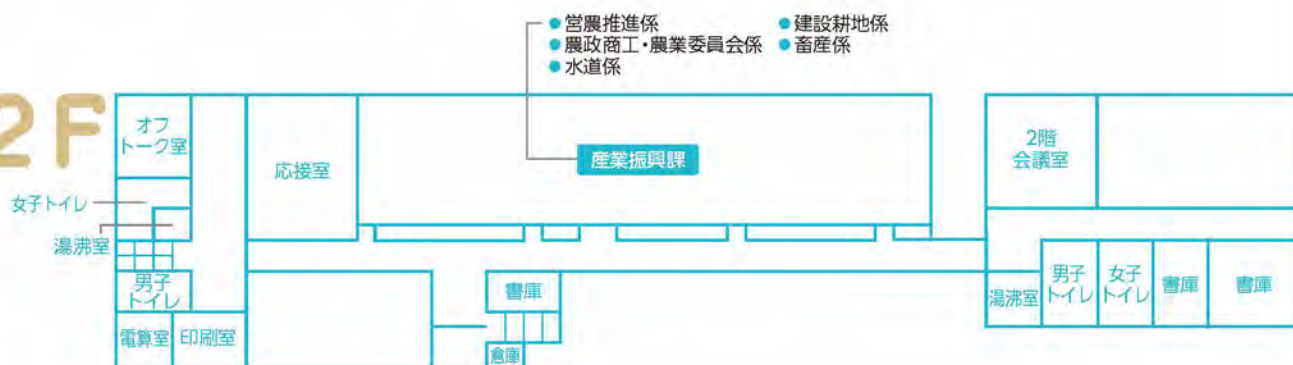 ● 営農推進係 ● 建設耕地係
● 農政商工・農業委員会係 ● 畜産係
● 水道係
2F
オフ
トーク室
応接室
産業振興課
2階
会議室
女子トイレ
湯沸室
男子
トイレ
電算室
印刷室
書庫
倉庫
湯沸室
男子
トイレ
女子
トイレ
書庫
書庫